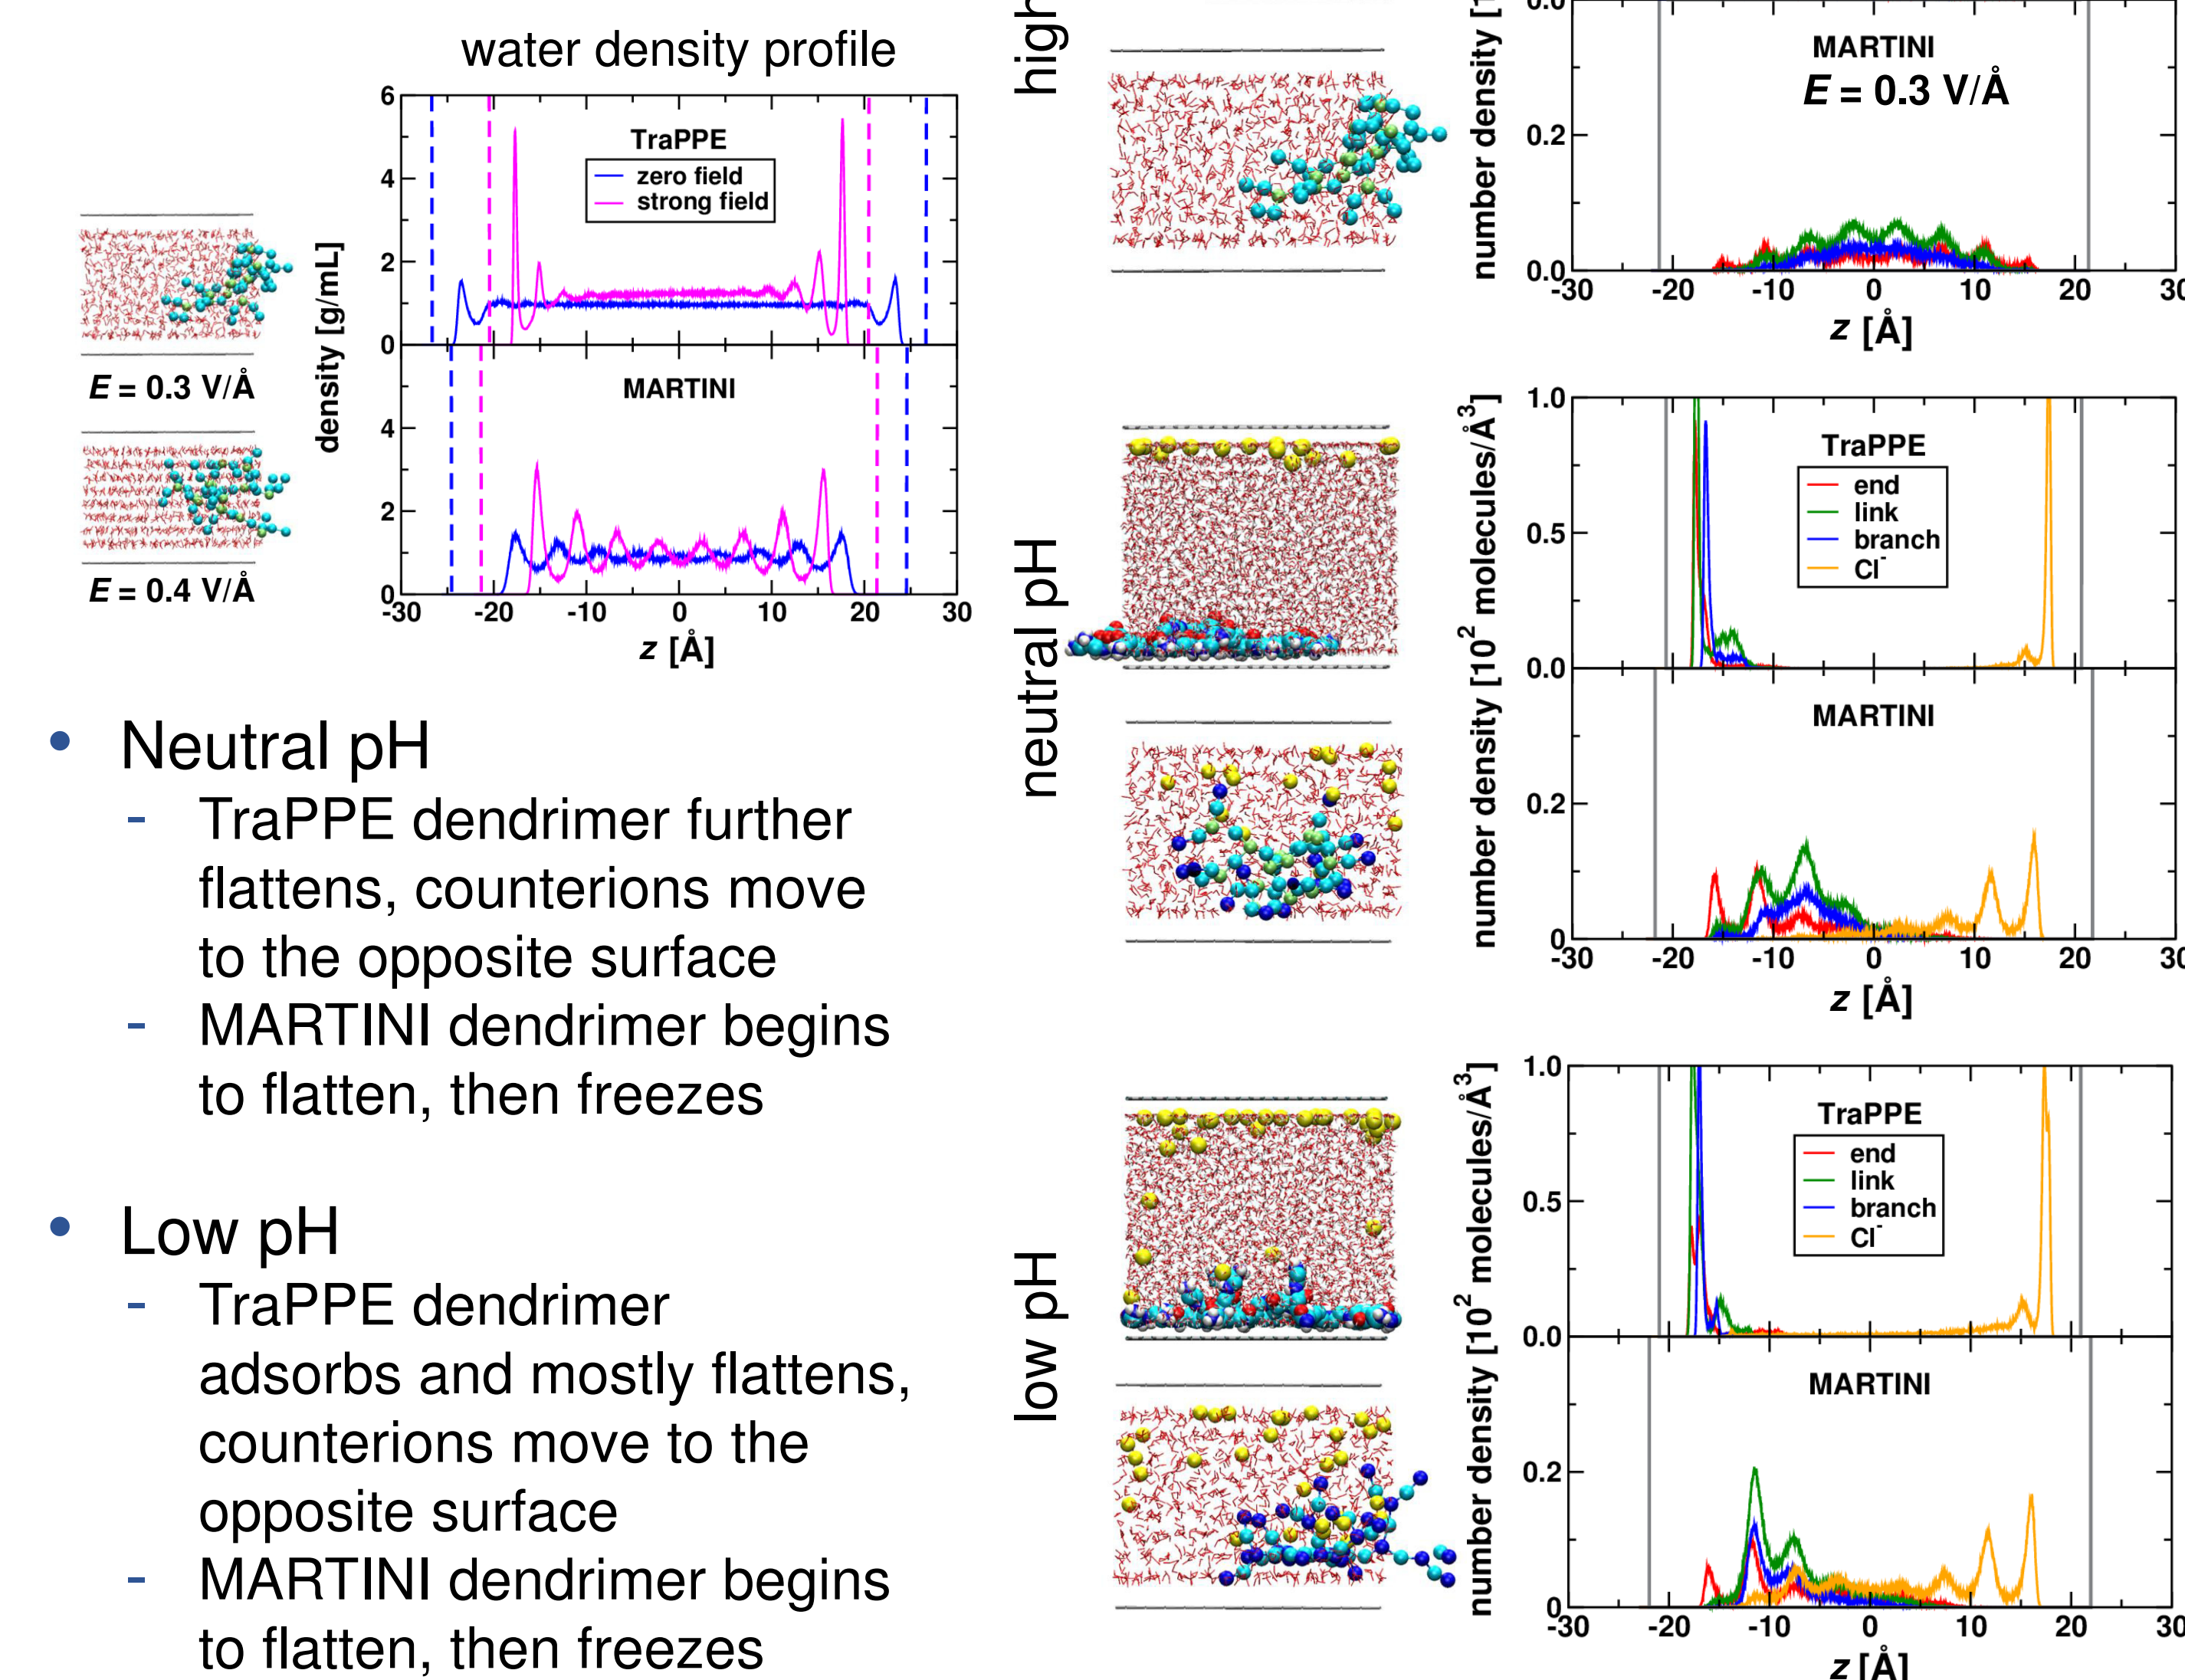 water density profile
6
4
2
0
4
2
0
-30
-20
-10
0
10
20
30
density [g/mL]
z [Å]
TraPPE
zero field
strong field
MARTINI
E = 0.3 V/Å
E = 0.4 V/Å
• Neutral pH
- TraPPE dendrimer further
flattens, counterions move
to the opposite surface
- MARTINI dendrimer begins
to flatten, then freezes
• Low pH
- TraPPE dendrimer
adsorbs and mostly flattens,
counterions move to the
opposite surface
- MARTINI dendrimer begins
to flatten, then freezes
high
number density
MARTINI
E = 0.3 V/Å
0.2
0.0
-30
-20
-10
0
10
20
z [Å]
neutral pH
number density [10² molecules/Å³]
1.0
0.5
0.0
TraPPE
end
link
branch
Cl⁻
MARTINI
0.2
0
-30
-20
-10
0
10
20
z [Å]
low pH
number density [10² molecules/Å³]
1.0
0.5
0.0
TraPPE
end
link
branch
Cl⁻
MARTINI
0.2
0
-30
-20
-10
0
10
20
30
z [Å]